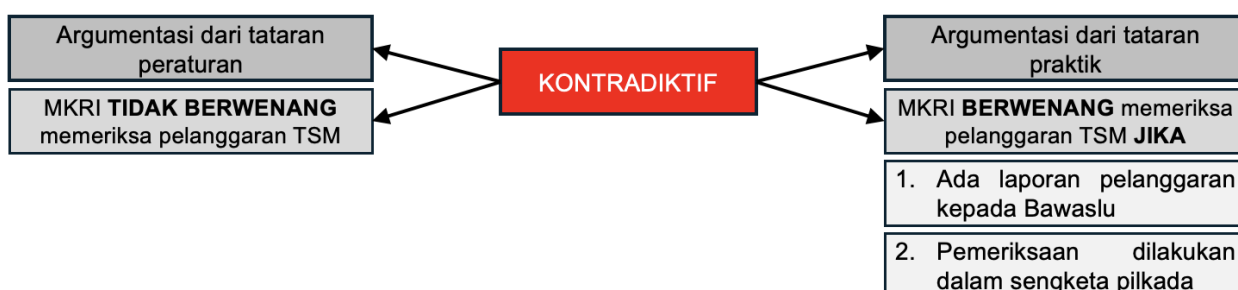 Argumentasi dari tataran
peraturan
MKRI TIDAK BERWENANG
memeriksa pelanggaran TSM
KONTRADIKTIF
Argumentasi dari tataran
praktik
MKRI BERWENANG memeriksa
pelanggaran TSM JIKA
1. Ada laporan pelanggaran
kepada Bawaslu
2. Pemeriksaan dilakukan
dalam sengketa pilkada